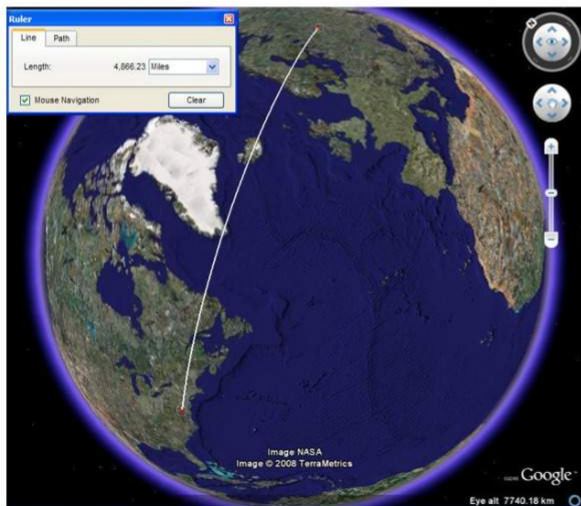 Ruler
Line Path
Length: 4,866.23 Miles
Mouse Navigation Clear
Image NASA
Image © 2008 TerraMetrics
Google
Eye alt 7740.18 km